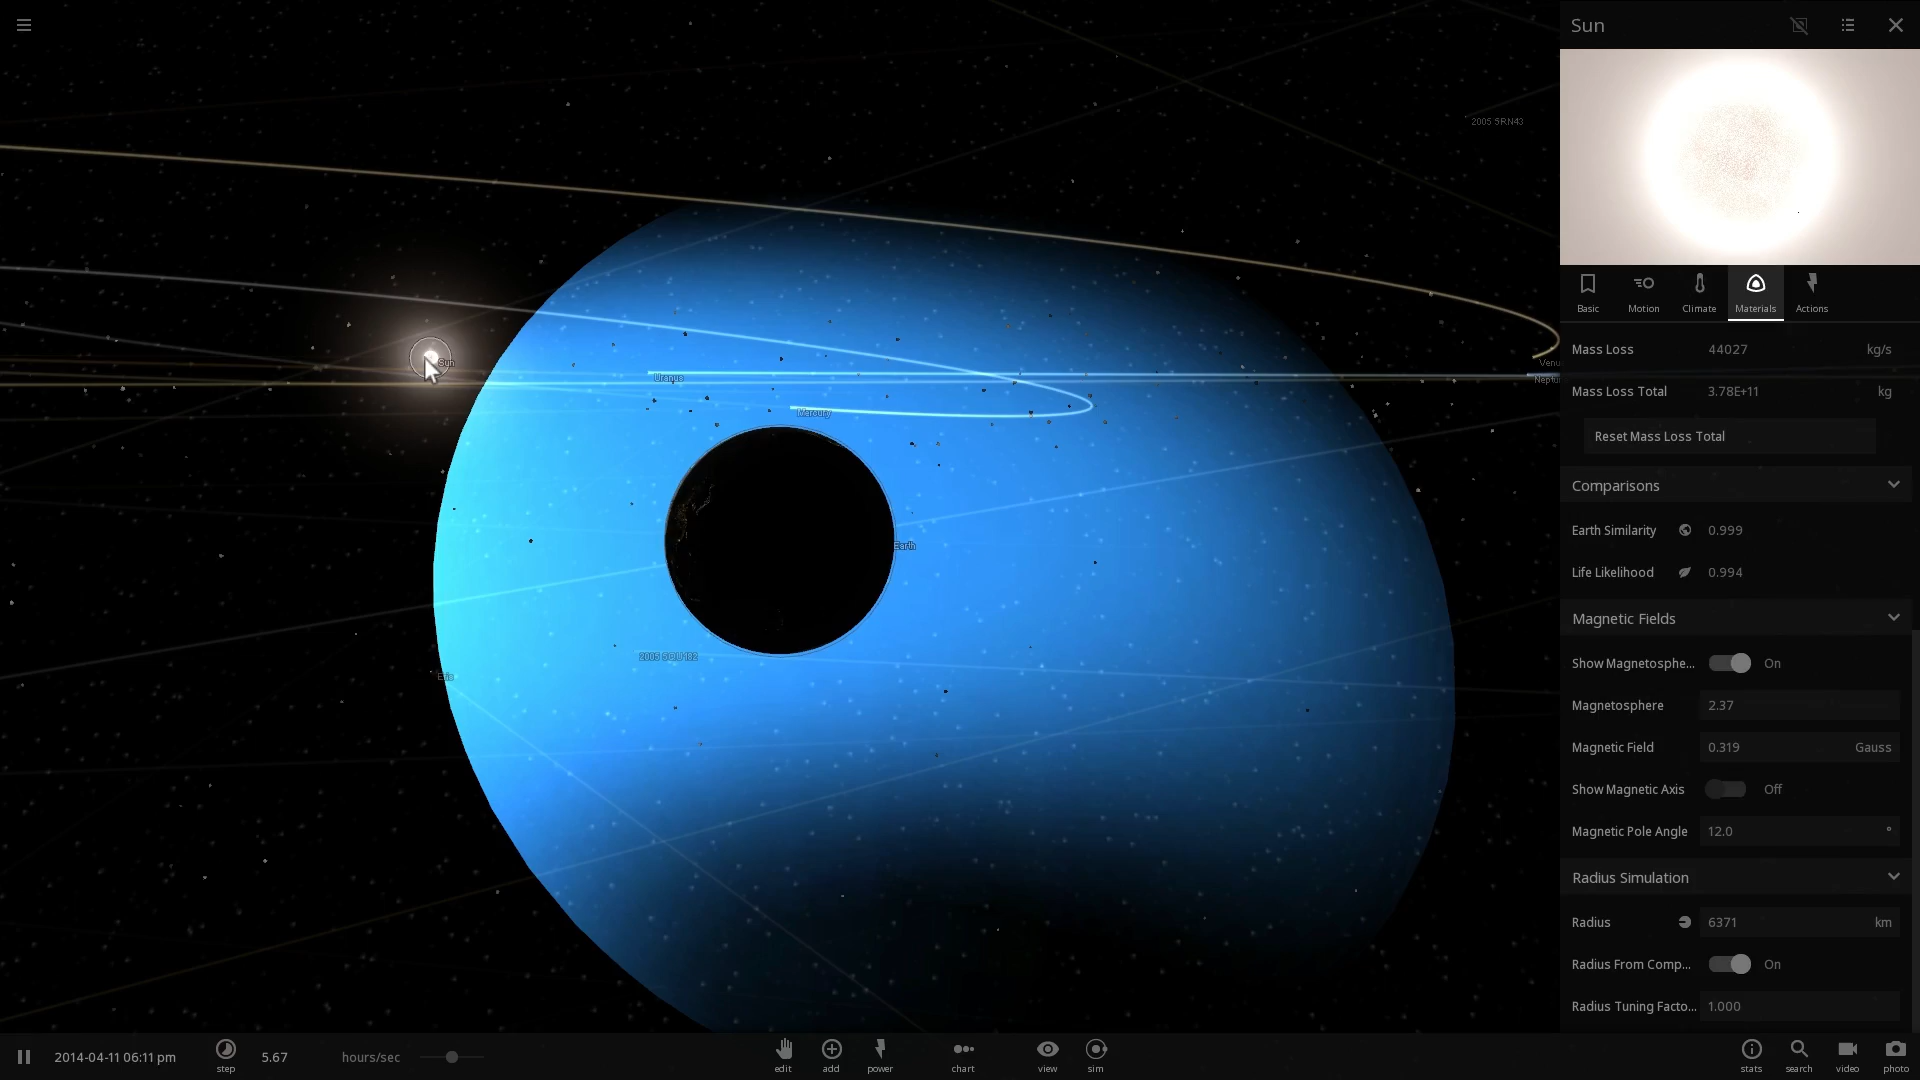 Sun
2005 SRN43
Basic
Motion
Climate
Materials
Actions
Mass Loss 44027 kg/s
Sun
Venu
Uranus
Neptu
Mass Loss Total 3.78E+11 kg
Mercury
Reset Mass Loss Total
Comparisons
Earth Similarity 0.999
Earth
Life Likelihood 0.994
Magnetic Fields
Show Magnetosphe... On
Eris
Magnetosphere 2.37
Magnetic Field 0.319 Gauss
Show Magnetic Axis Off
Magnetic Pole Angle 12.0 °
Radius Simulation
Radius 6371 km
Radius From Comp... On
Radius Tuning Facto... 1.000
2014-04-11 06:11 pm
step
5.67 hours/sec
edit
add
power
chart
view
sim
stats
search
video
photo